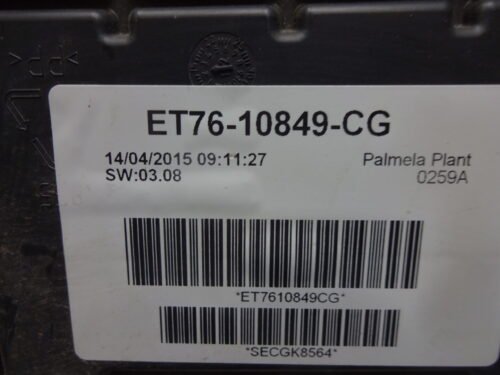 ET76-10849-CG
14/04/2015 09:11:27 Palmela Plant
SW:03.08 0259A
*ET7610849CG*
*SECGK8564*